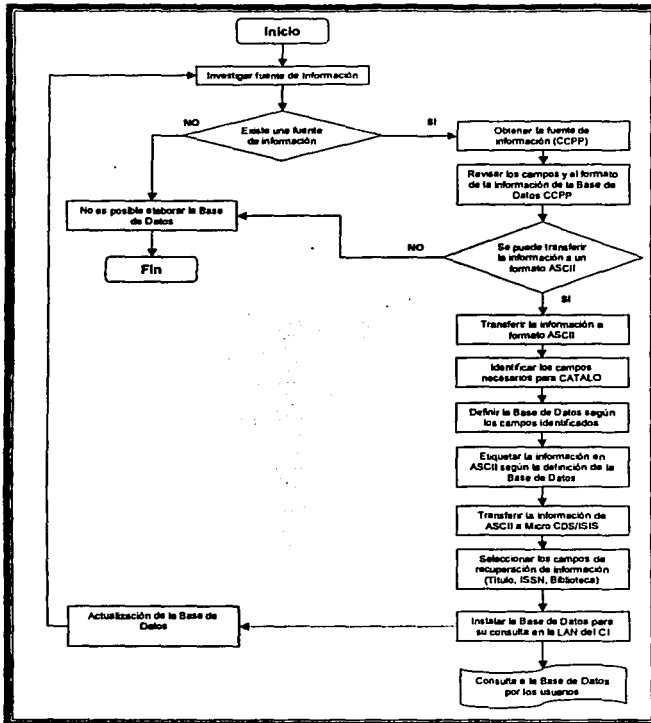 Inicio
Investigar fuente de Información
NO
Existe una fuente
de información
SI
Obtener la fuente de
información (CCPP)
Revisar los campos y el formato
de la información de la Base de
Datos CCPP
No es posible elaborar la Base
de Datos
Fin
NO
Se puede transferir
la información a un
formato ASCII
SI
Transferir la información a
formato ASCII
Identificar los campos
necesarios para CATALO
Definir la Base de Datos según
los campos identificados
Etiquetar la información en
ASCII según la definición de la
Base de Datos
Transferir la información de
ASCII a Micro CDS/ISIS
Seleccionar los campos de
recuperación de información
(Título, ISSN, Biblioteca)
Actualización de la Base de
Datos
Instalar la Base de Datos para
su consulta en la LAN del CI
Consulta a la Base de Datos
por los usuarios